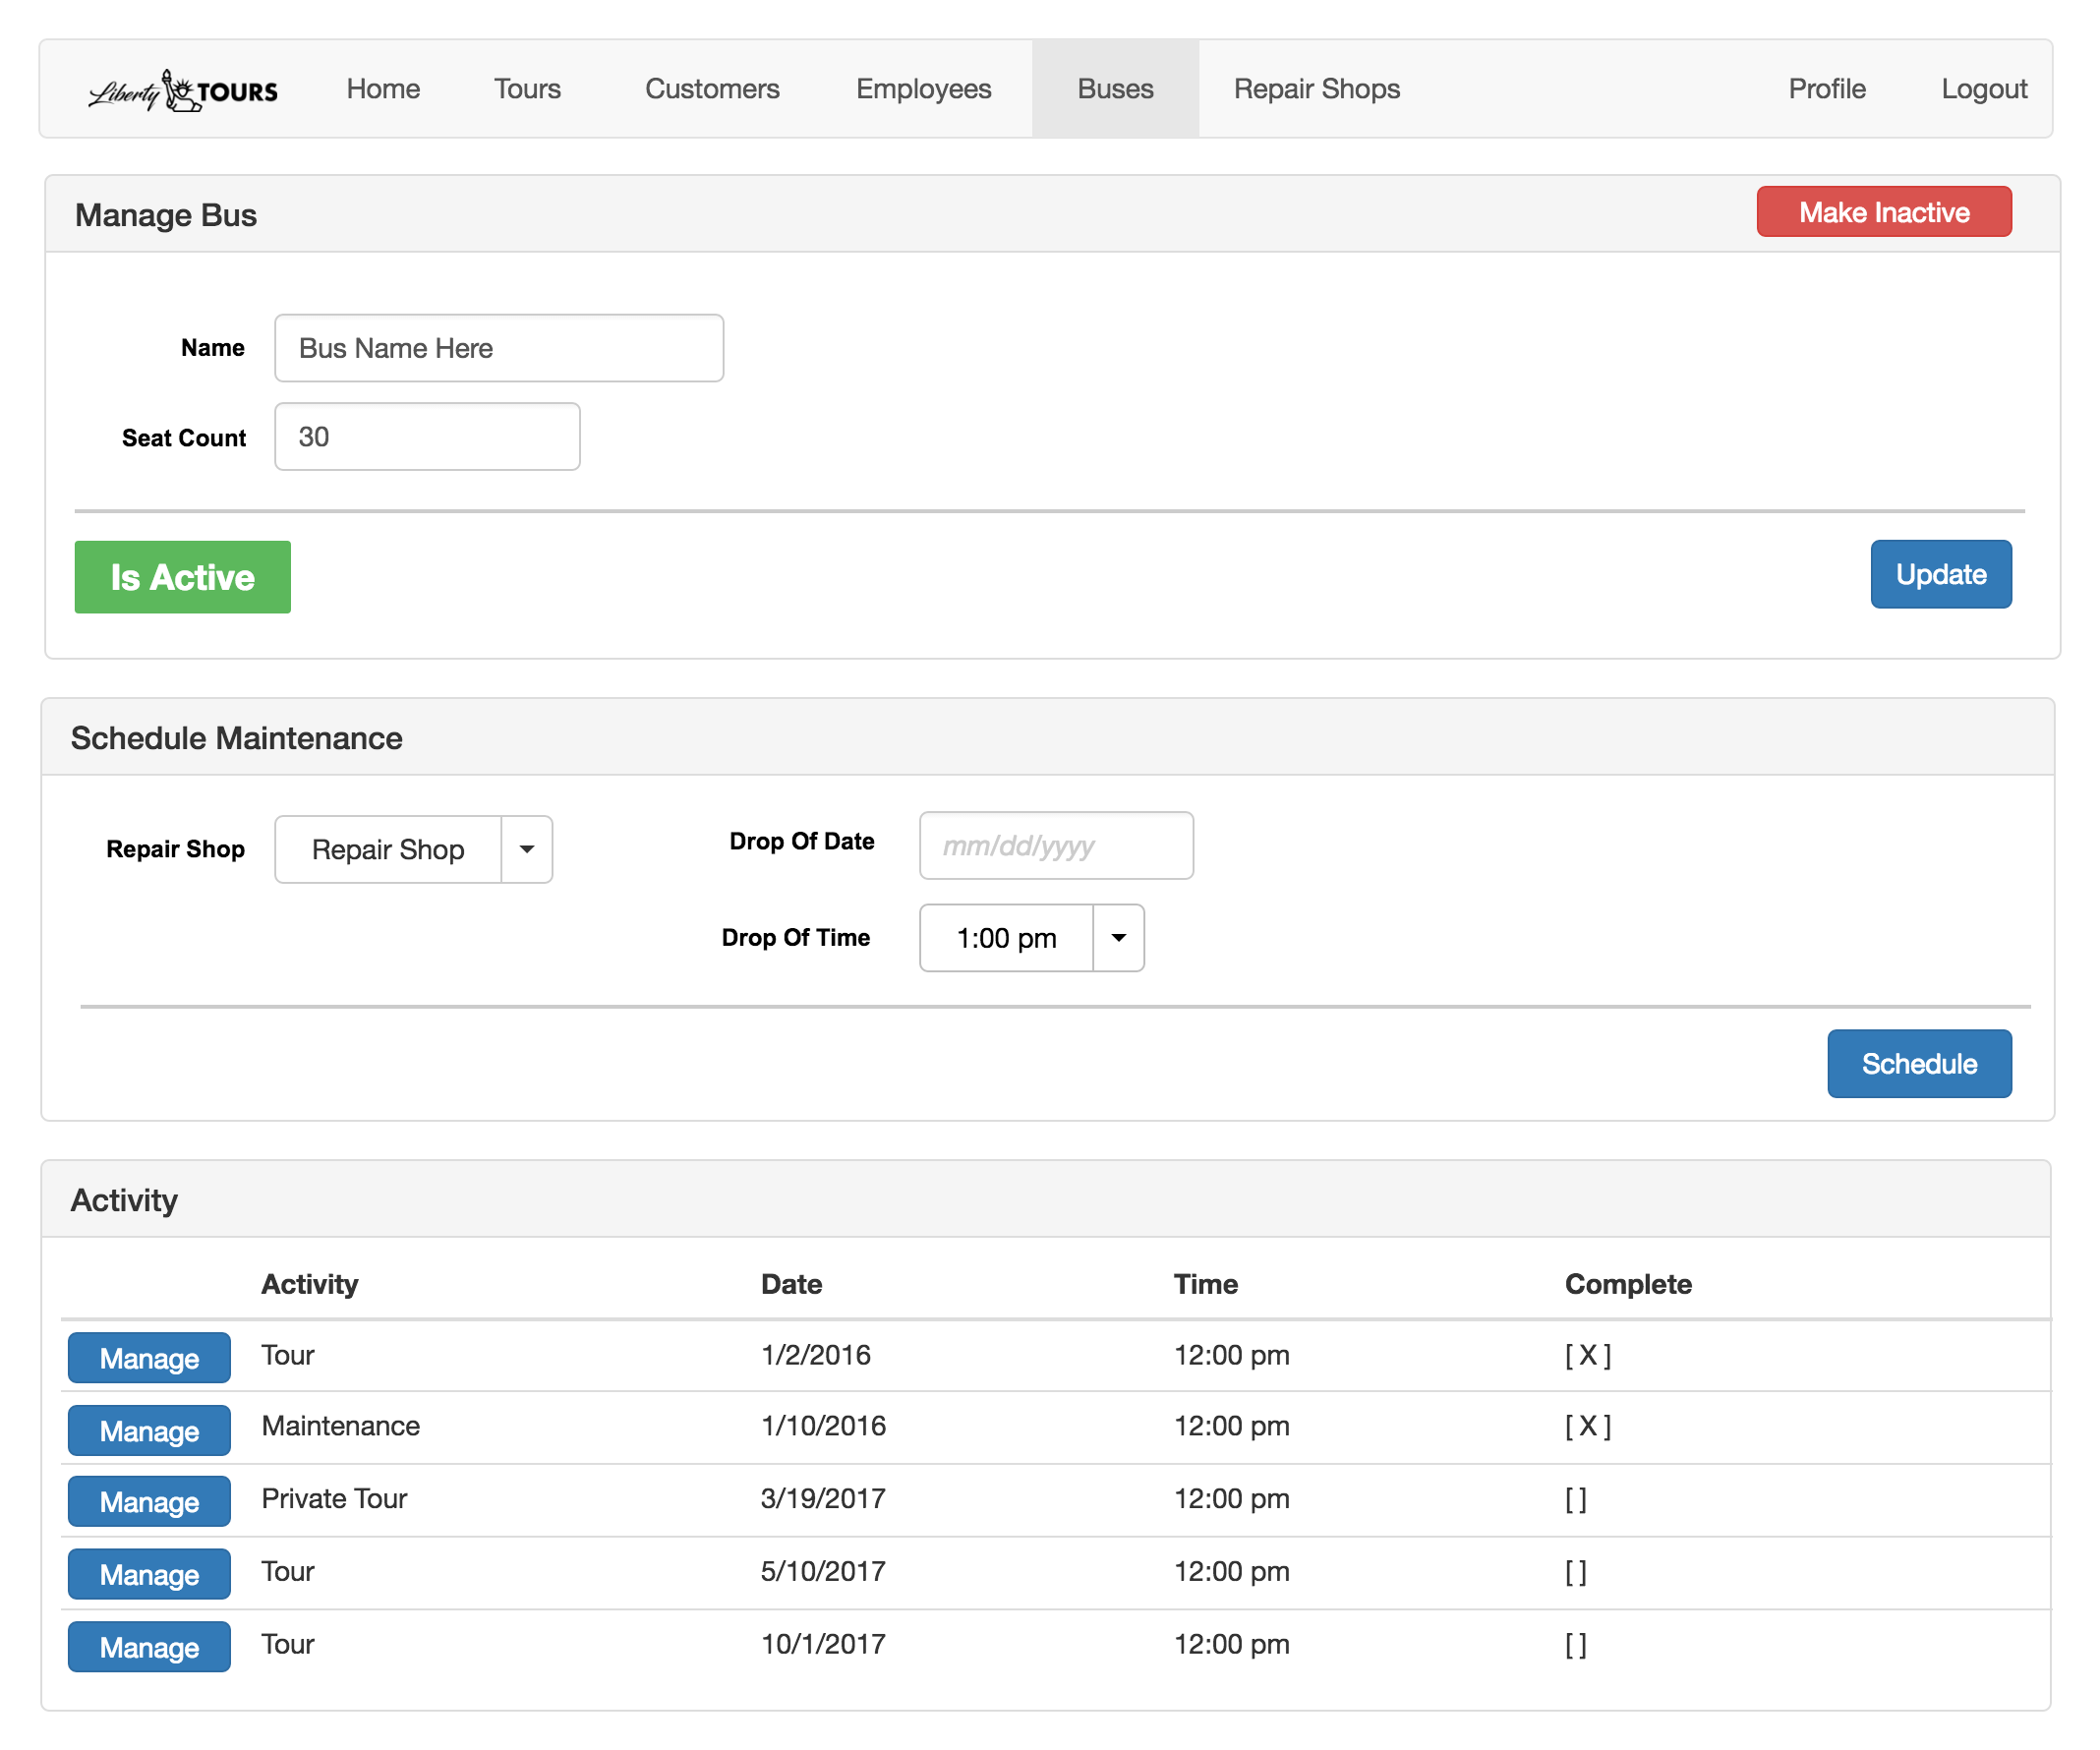 Liberty TOURS Home Tours Customers Employees Buses Repair Shops Profile Logout
Manage Bus Make Inactive
Name Bus Name Here
Seat Count 30
Is Active Update
Schedule Maintenance
Repair Shop Repair Shop Drop Of Date mm/dd/yyyy
Drop Of Time 1:00 pm
Schedule
Activity
Activity Date Time Complete
Manage Tour 1/2/2016 12:00 pm [ X ]
Manage Maintenance 1/10/2016 12:00 pm [ X ]
Manage Private Tour 3/19/2017 12:00 pm [ ]
Manage Tour 5/10/2017 12:00 pm [ ]
Manage Tour 10/1/2017 12:00 pm [ ]